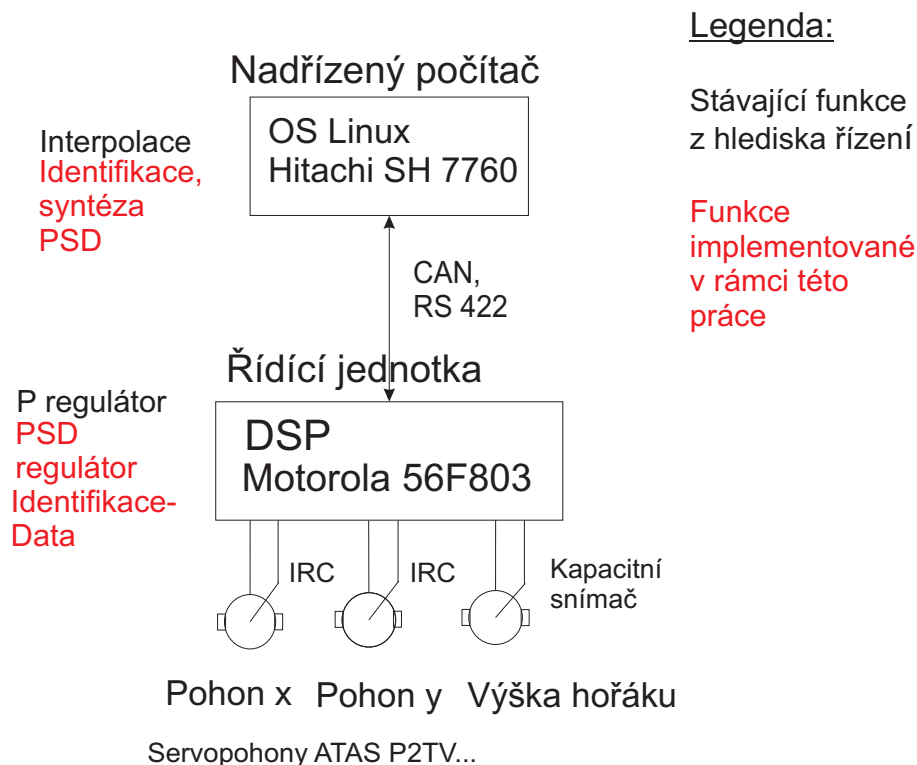 Legenda:
Nadřízený počítač
Stávající funkce
z hlediska řízení
OS Linux
Hitachi SH 7760
Interpolace
Identifikace,
syntéza
PSD
Funkce
implementované
v rámci této
práce
CAN,
RS 422
Řídící jednotka
P regulátor
PSD
regulátor
Identifikace-
Data
DSP
Motorola 56F803
IRC
IRC
Kapacitní
snímač
Pohon x
Pohon y
Výška hořáku
Servopohony ATAS P2TV...